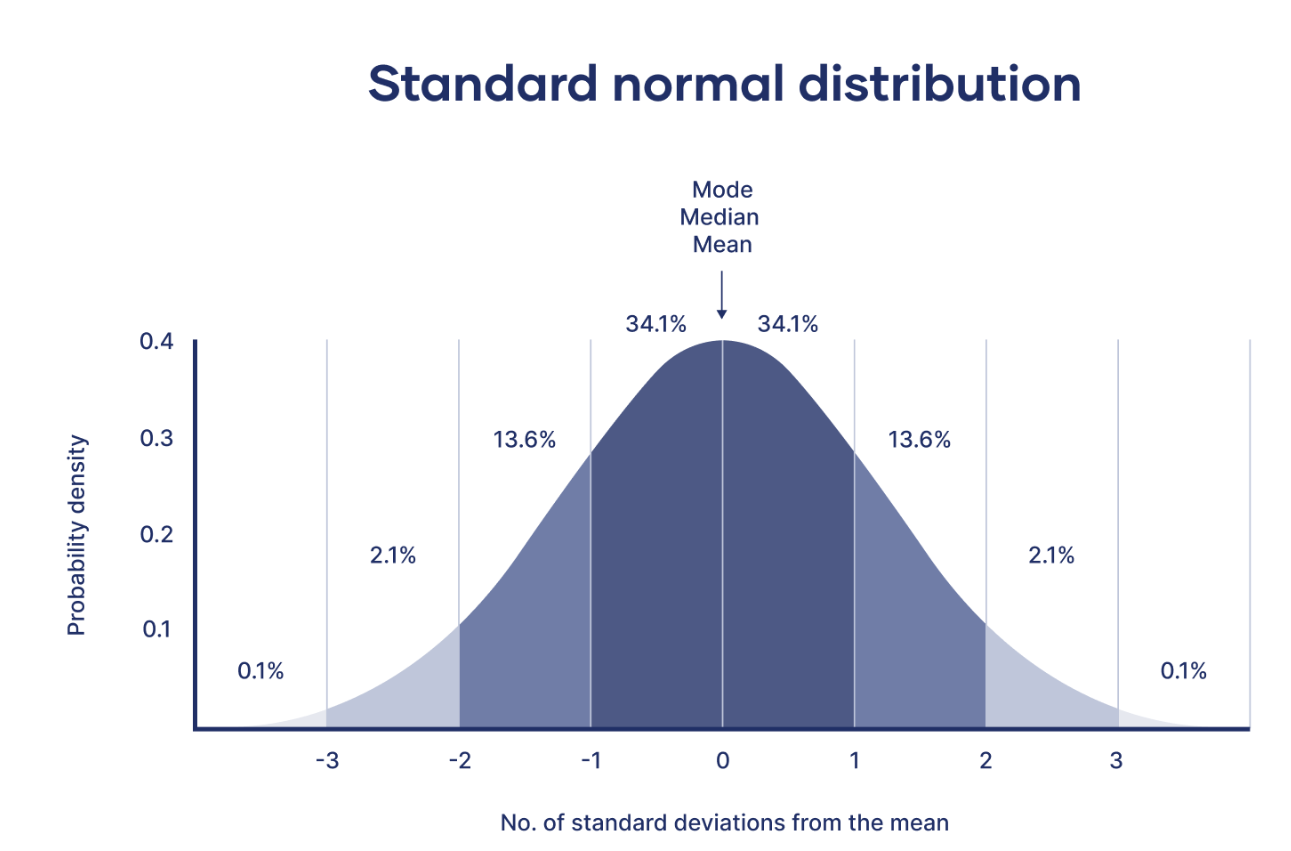 Standard normal distribution
Mode
Median
Mean
34.1% 34.1%
0.4
0.3
0.2
0.1
Probability density
13.6% 13.6%
2.1% 2.1%
0.1% 0.1%
-3 -2 -1 0 1 2 3
No. of standard deviations from the mean